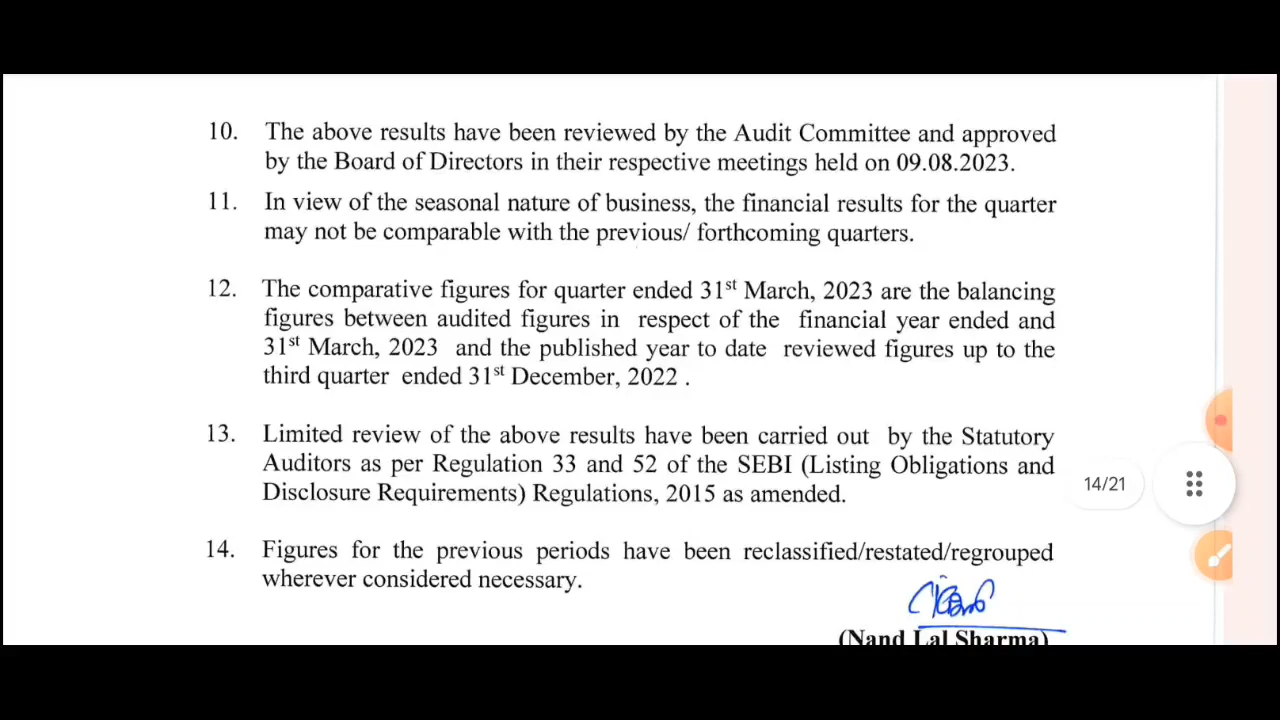 10. The above results have been reviewed by the Audit Committee and approved
by the Board of Directors in their respective meetings held on 09.08.2023.
11. In view of the seasonal nature of business, the financial results for the quarter
may not be comparable with the previous/ forthcoming quarters.
12. The comparative figures for quarter ended 31st March, 2023 are the balancing
figures between audited figures in respect of the financial year ended and
31st March, 2023 and the published year to date reviewed figures up to the
third quarter ended 31st December, 2022 .
13. Limited review of the above results have been carried out by the Statutory
Auditors as per Regulation 33 and 52 of the SEBI (Listing Obligations and
Disclosure Requirements) Regulations, 2015 as amended.
14/21
14. Figures for the previous periods have been reclassified/restated/regrouped
wherever considered necessary.
(Nand Lal Sharma)